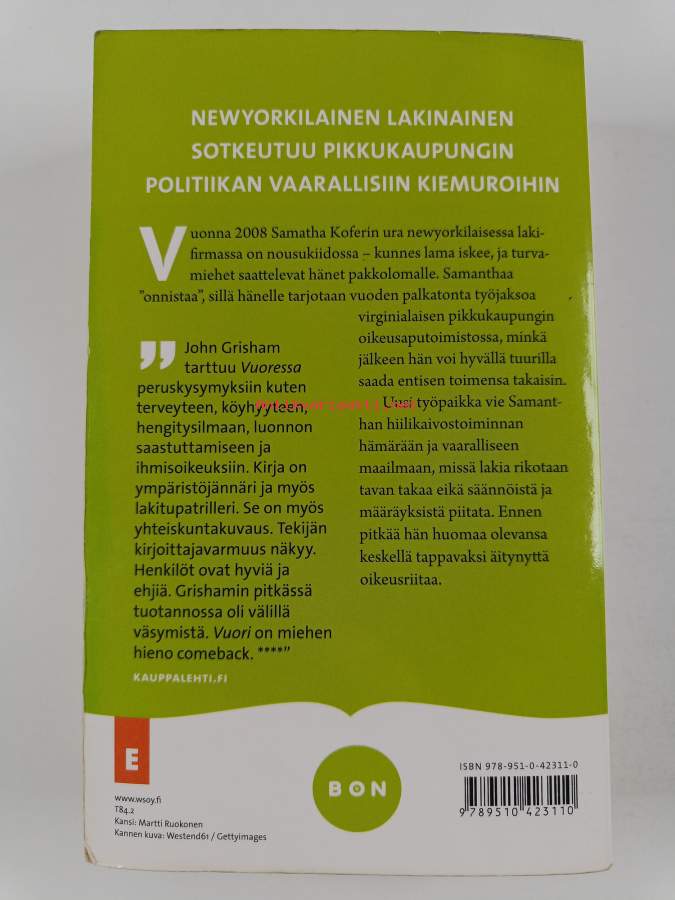 NEWYORKILAINEN LAKINAINEN
SOTKEUTUU PIKKUKAUPUNGIN
POLITIIKAN VAARALLISIIN KIEMUROIHIN
Vuonna 2008 Samatha Koferin ura newyorkilaisessa laki-
firmassa on nousukiidossa – kunnes lama iskee, ja turva-
miehet saattelevat hänet pakkolomalle. Samanthaa
"onnistaa", sillä hänelle tarjotaan vuoden palkatonta työjaksoa
virginialaisen pikkukaupungin
oikeusaputoimistossa, minkä
jälkeen hän voi hyvällä tuurilla
saada entisen toimensa takaisin.
Uusi työpaikka vie Samant-
han hiilikaivostoiminnan
hämärään ja vaaralliseen
maailmaan, missä lakia rikotaan
tavan takaa eikä säännöistä ja
määräyksistä piitata. Ennen
pitkää hän huomaa olevansa
keskellä tappavaksi äitynyttä
oikeusriitaa.
" John Grisham
tarttuu Vuoressa
peruskysymyksiin kuten
terveyteen, köyhyyteen,
hengitysilmaan, luonnon
saastuttamiseen ja
ihmisoikeuksiin. Kirja on
ympäristöjännäri ja myös
lakitupatrilleri. Se on myös
yhteiskuntakuvaus. Tekijän
kirjoittajavarmuus näkyy.
Henkilöt ovat hyviä ja
ehjiä. Grishamin pitkässä
tuotannossa oli välillä
väsymistä. Vuori on miehen
hieno comeback. ****"
KAUPPALEHTI.FI
E
www.wsoy.fi
T84.2
Kansi: Martti Ruokonen
Kannen kuva: Westend61 / Gettyimages
BON
ISBN 978-951-0-42311-0
9 789510 423110